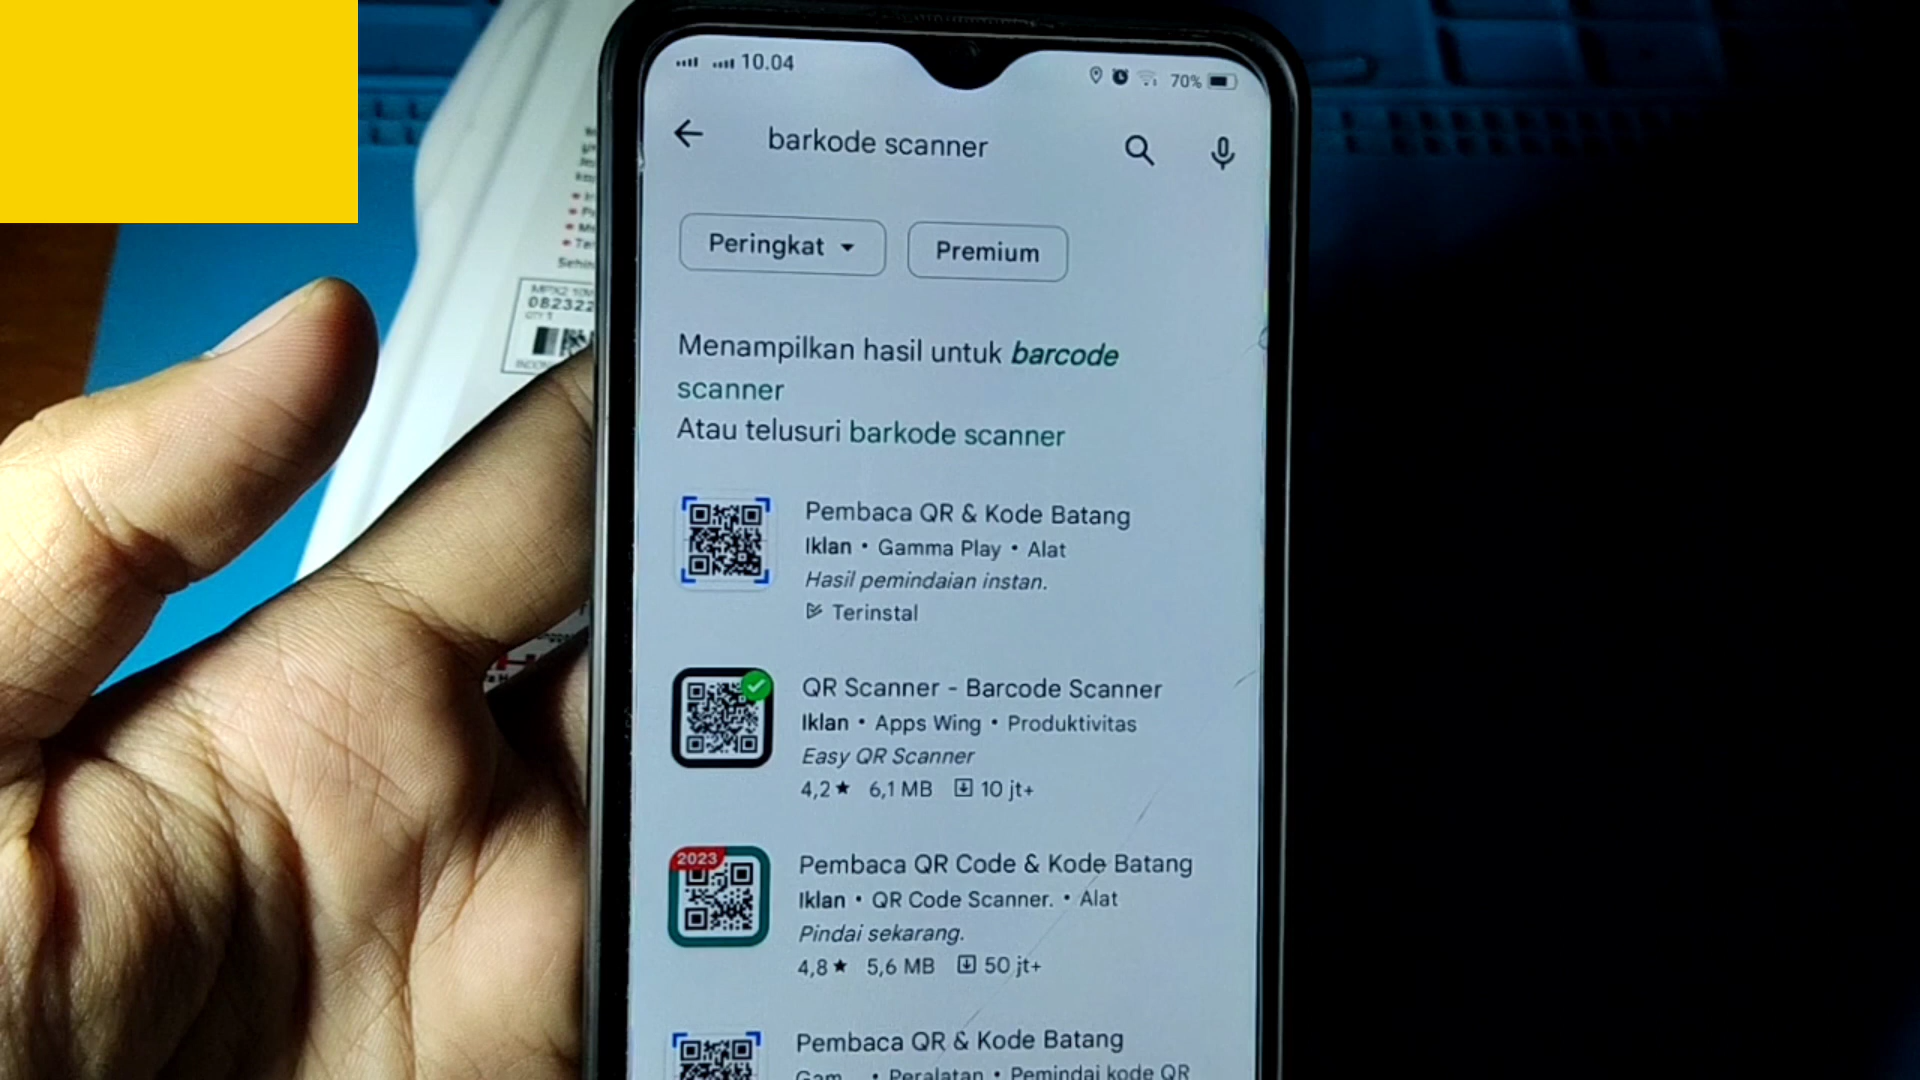 10.04
70%
barkode scanner
Peringkat
Premium
Menampilkan hasil untuk barcode
scanner
Atau telusuri barkode scanner
Pembaca QR & Kode Batang
Iklan • Gamma Play • Alat
Hasil pemindaian instan.
Terinstal
QR Scanner - Barcode Scanner
Iklan • Apps Wing • Produktivitas
Easy QR Scanner
4,2★ 6,1 MB 10 jt+
2023
Pembaca QR Code & Kode Batang
Iklan • QR Code Scanner. • Alat
Pindai sekarang.
4,8★ 5,6 MB 50 jt+
Pembaca QR & Kode Batang
Gam... • Peralatan • Pemindai kode QR
082322
QTY 1